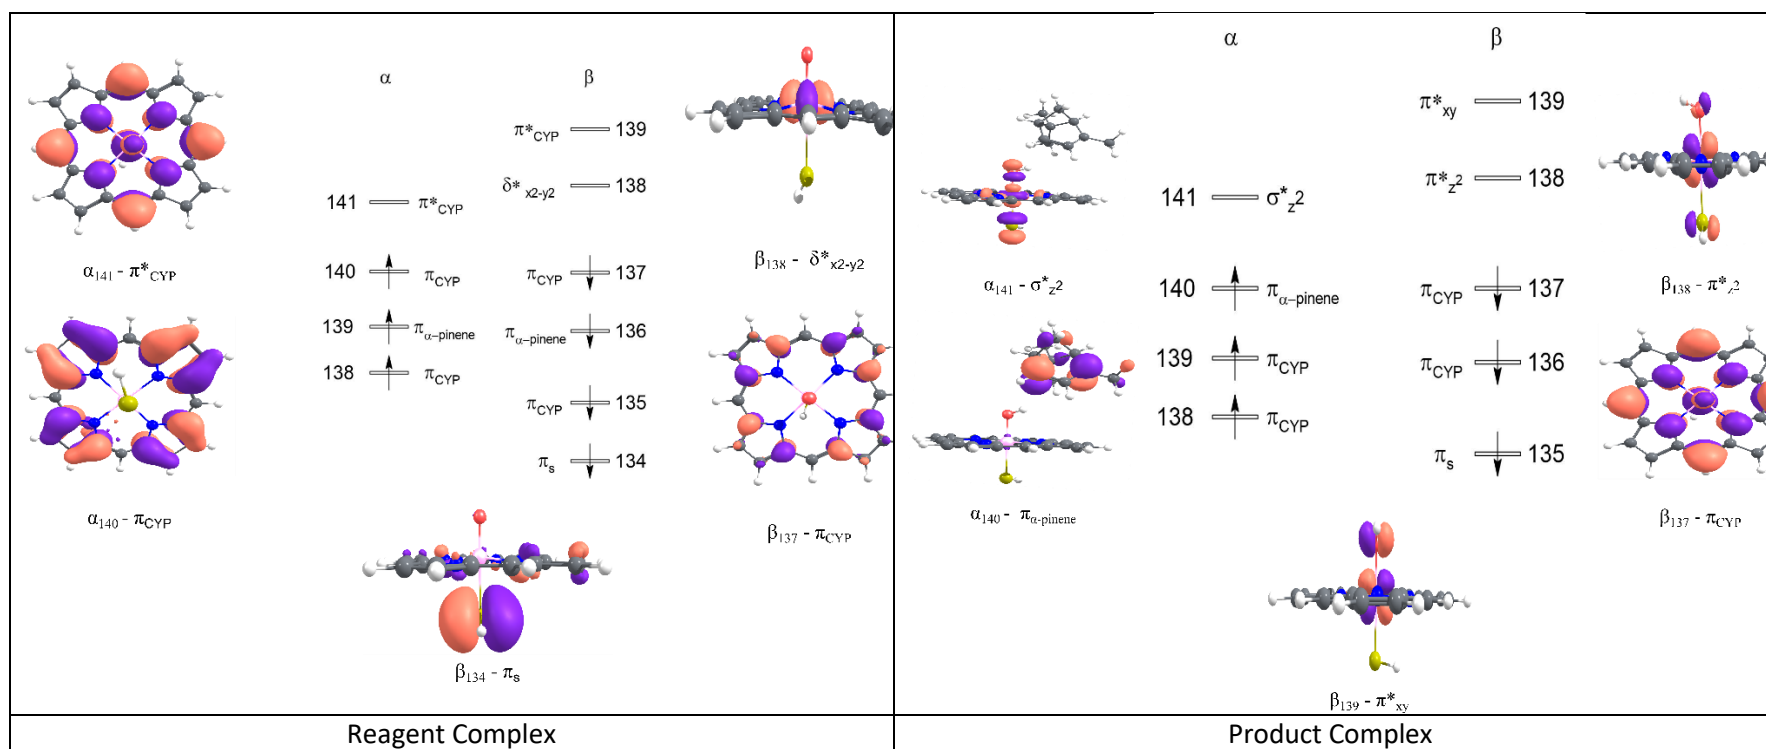 α
β
π*CYP 139
δ*x2-y2 138
141 π*CYP
140 πCYP
πCYP 137
139 πα–pinene
πα–pinene 136
138 πCYP
πCYP 135
πs 134
α141 - π*CYP
β138 - δ*x2-y2
α140 - πCYP
β137 - πCYP
β134 - πs
Reagent Complex
α
β
π*xy 139
π*z2 138
141 σ*z2
140 πα–pinene
πCYP 137
139 πCYP
πCYP 136
138 πCYP
πs 135
α141 - σ*z2
β138 - π*z2
α140 - πα-pinene
β137 - πCYP
β139 - π*xy
Product Complex